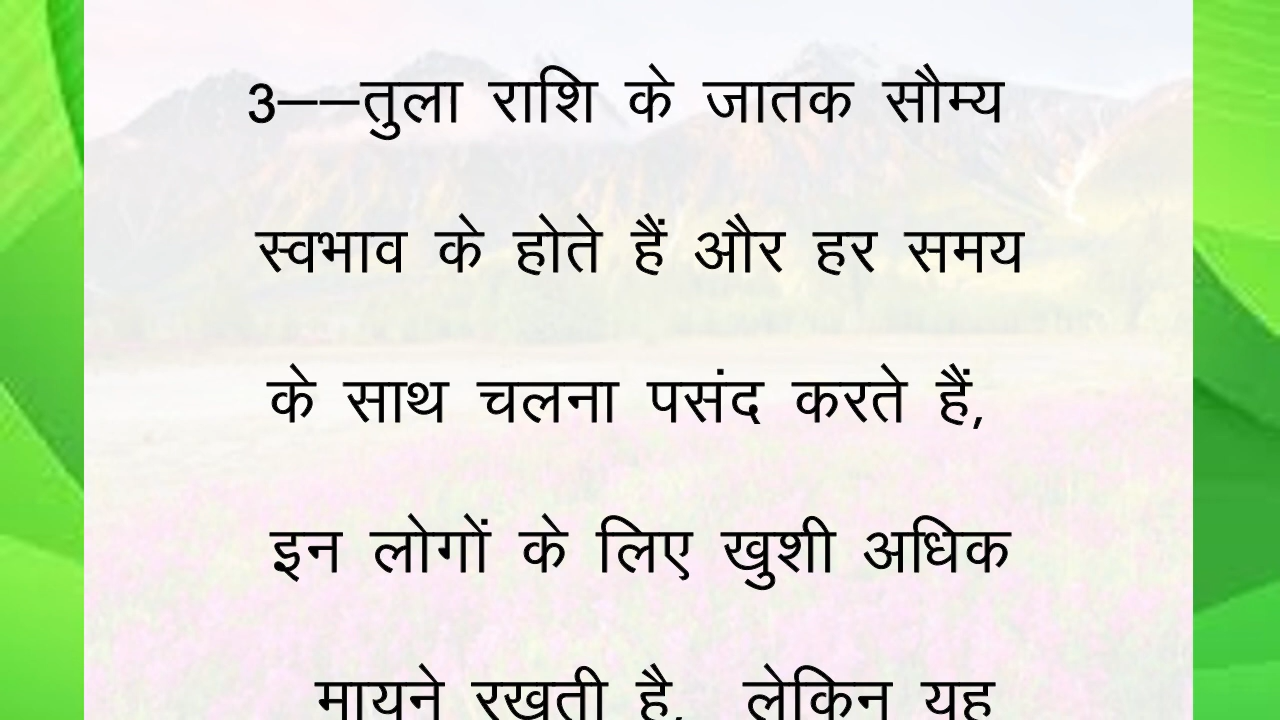 3––तुला राशि के जातक सौम्य
स्वभाव के होते हैं और हर समय
के साथ चलना पसंद करते हैं,
इन लोगों के लिए खुशी अधिक
मायने रखती है, लेकिन यह